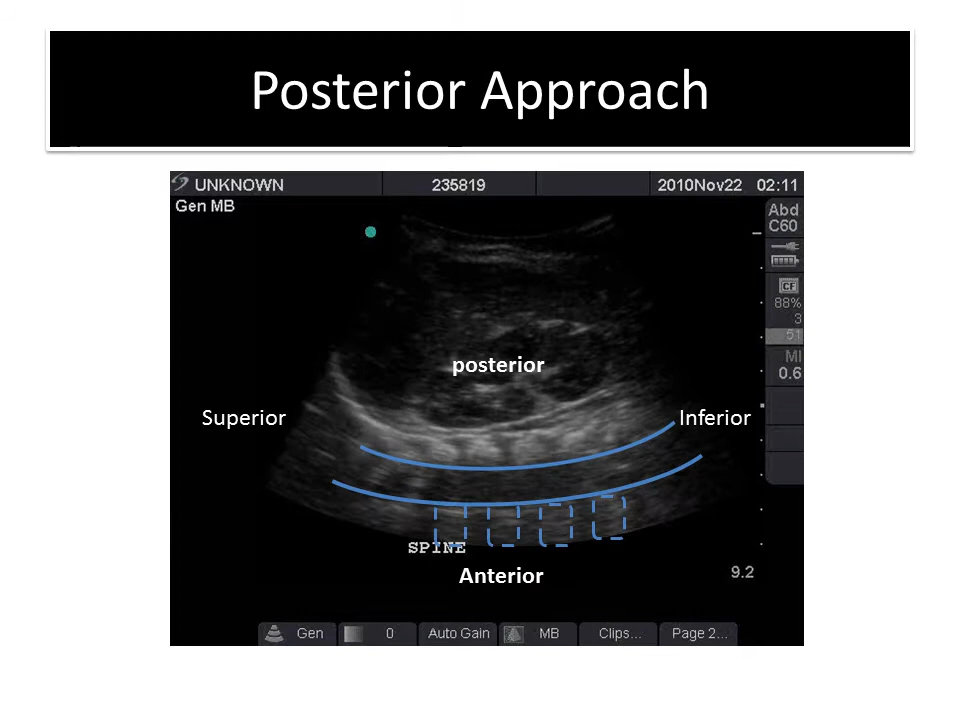 Posterior Approach
UNKNOWN 235819 2010Nov22 02:11
Gen MB
Abd
C60
CF
88%
3
51
MI
0.6
posterior
Superior Inferior
SPINE
Anterior
9.2
Gen 0 Auto Gain MB Clips... Page 2...